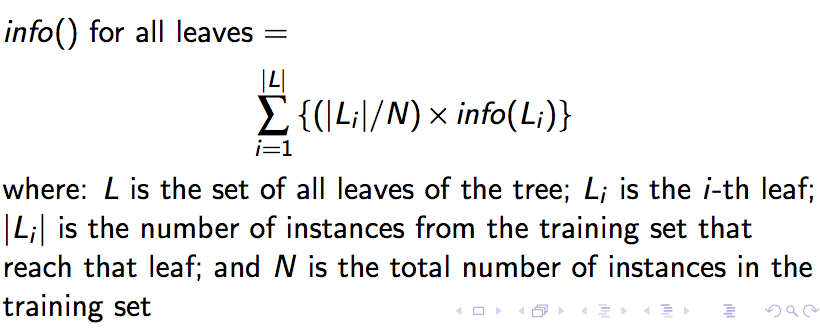 info() for all leaves =
|L|
∑ {(|Lᵢ|/N) × info(Lᵢ)}
i=1
where: L is the set of all leaves of the tree; Lᵢ is the i-th leaf;
|Lᵢ| is the number of instances from the training set that
reach that leaf; and N is the total number of instances in the
training set